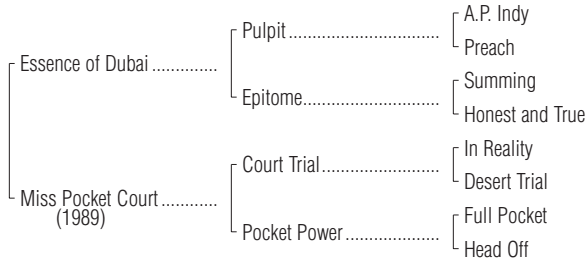 A.P. Indy
Pulpit
Preach
Essence of Dubai
Summing
Epitome
Honest and True
In Reality
Court Trial
Desert Trial
Miss Pocket Court
(1989)
Full Pocket
Pocket Power
Head Off